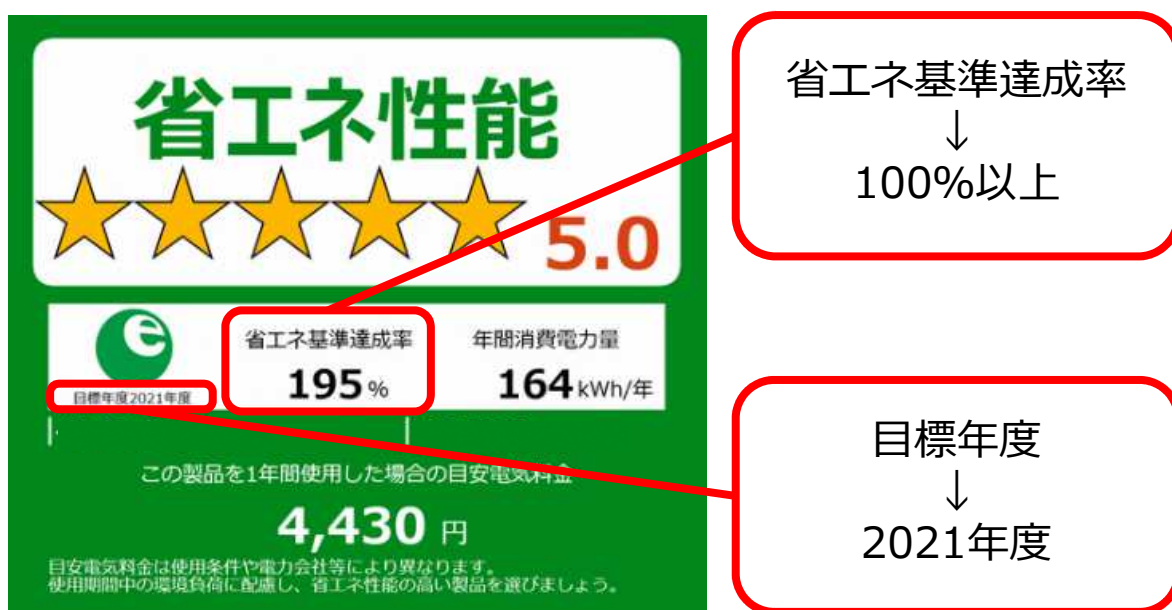 省エネ性能
5.0
e
目標年度2021年度
省エネ基準達成率
195%
年間消費電力量
164kWh/年
この製品を1年間使用した場合の目安電気料金
4,430 円
目安電気料金は使用条件や電力会社等により異なります。
使用期間中の環境負荷に配慮し、省エネ性能の高い製品を選びましょう。
省エネ基準達成率
↓
100%以上
目標年度
↓
2021年度